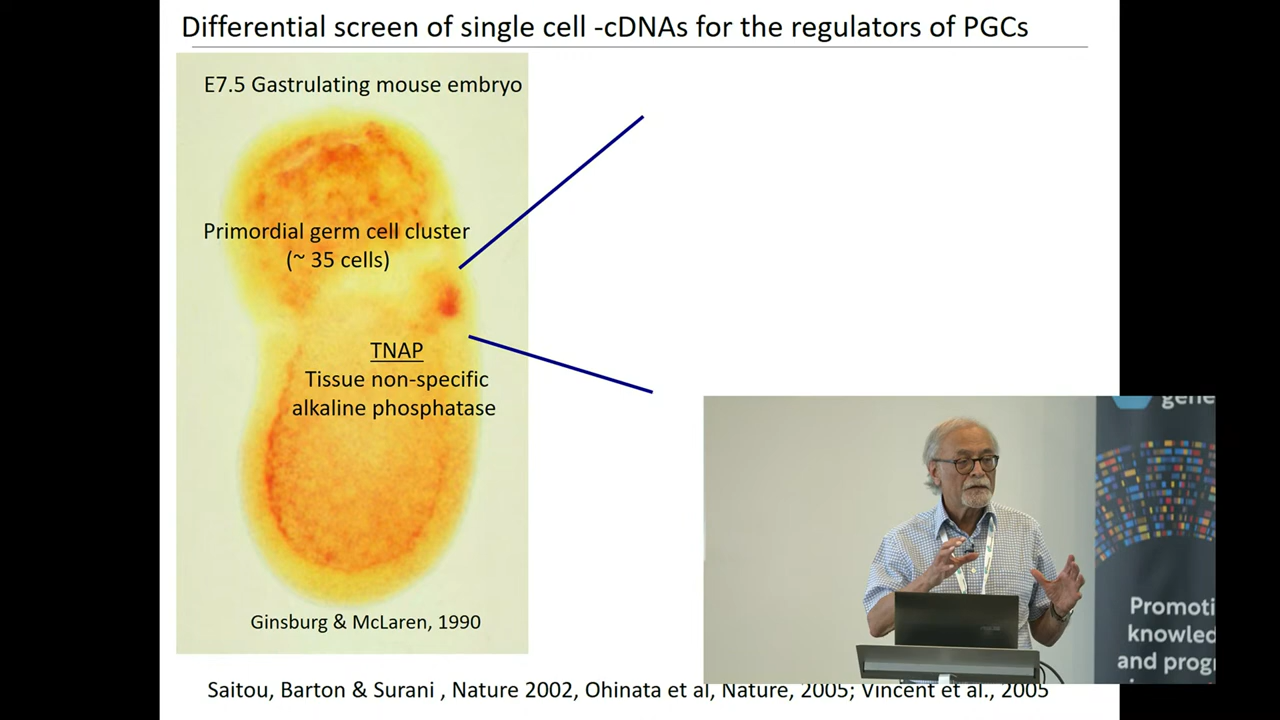 Differential screen of single cell -cDNAs for the regulators of PGCs
E7.5 Gastrulating mouse embryo
Primordial germ cell cluster
(~ 35 cells)
TNAP
Tissue non-specific
alkaline phosphatase
Ginsburg & McLaren, 1990
Saitou, Barton & Surani , Nature 2002, Ohinata et al, Nature, 2005; Vincent et al., 2005
gene
Promoti
knowled
and progr